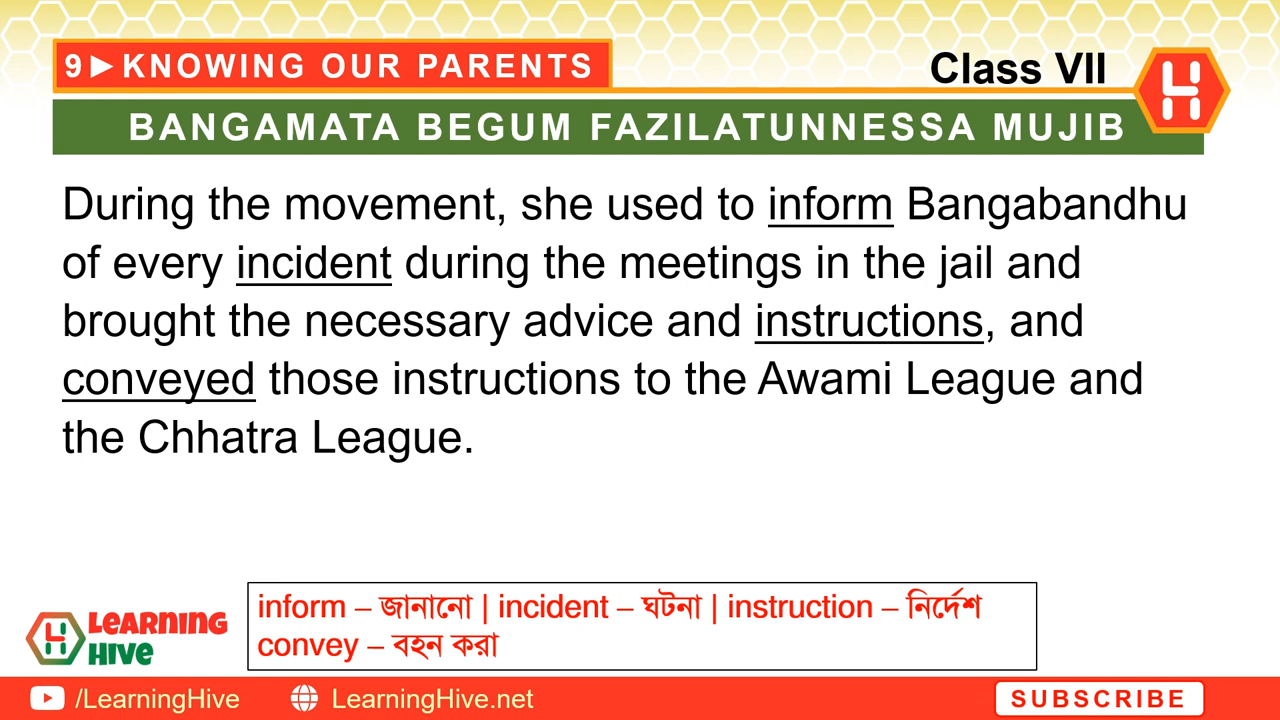 9►KNOWING OUR PARENTS
Class VII
BANGAMATA BEGUM FAZILATUNNESSA MUJIB
During the movement, she used to inform Bangabandhu
of every incident during the meetings in the jail and
brought the necessary advice and instructions, and
conveyed those instructions to the Awami League and
the Chhatra League.
inform – জানানো | incident – ঘটনা | instruction – নির্দেশ
convey – বহন করা
LEARNING
HIVE
/LearningHive
LearningHive.net
SUBSCRIBE